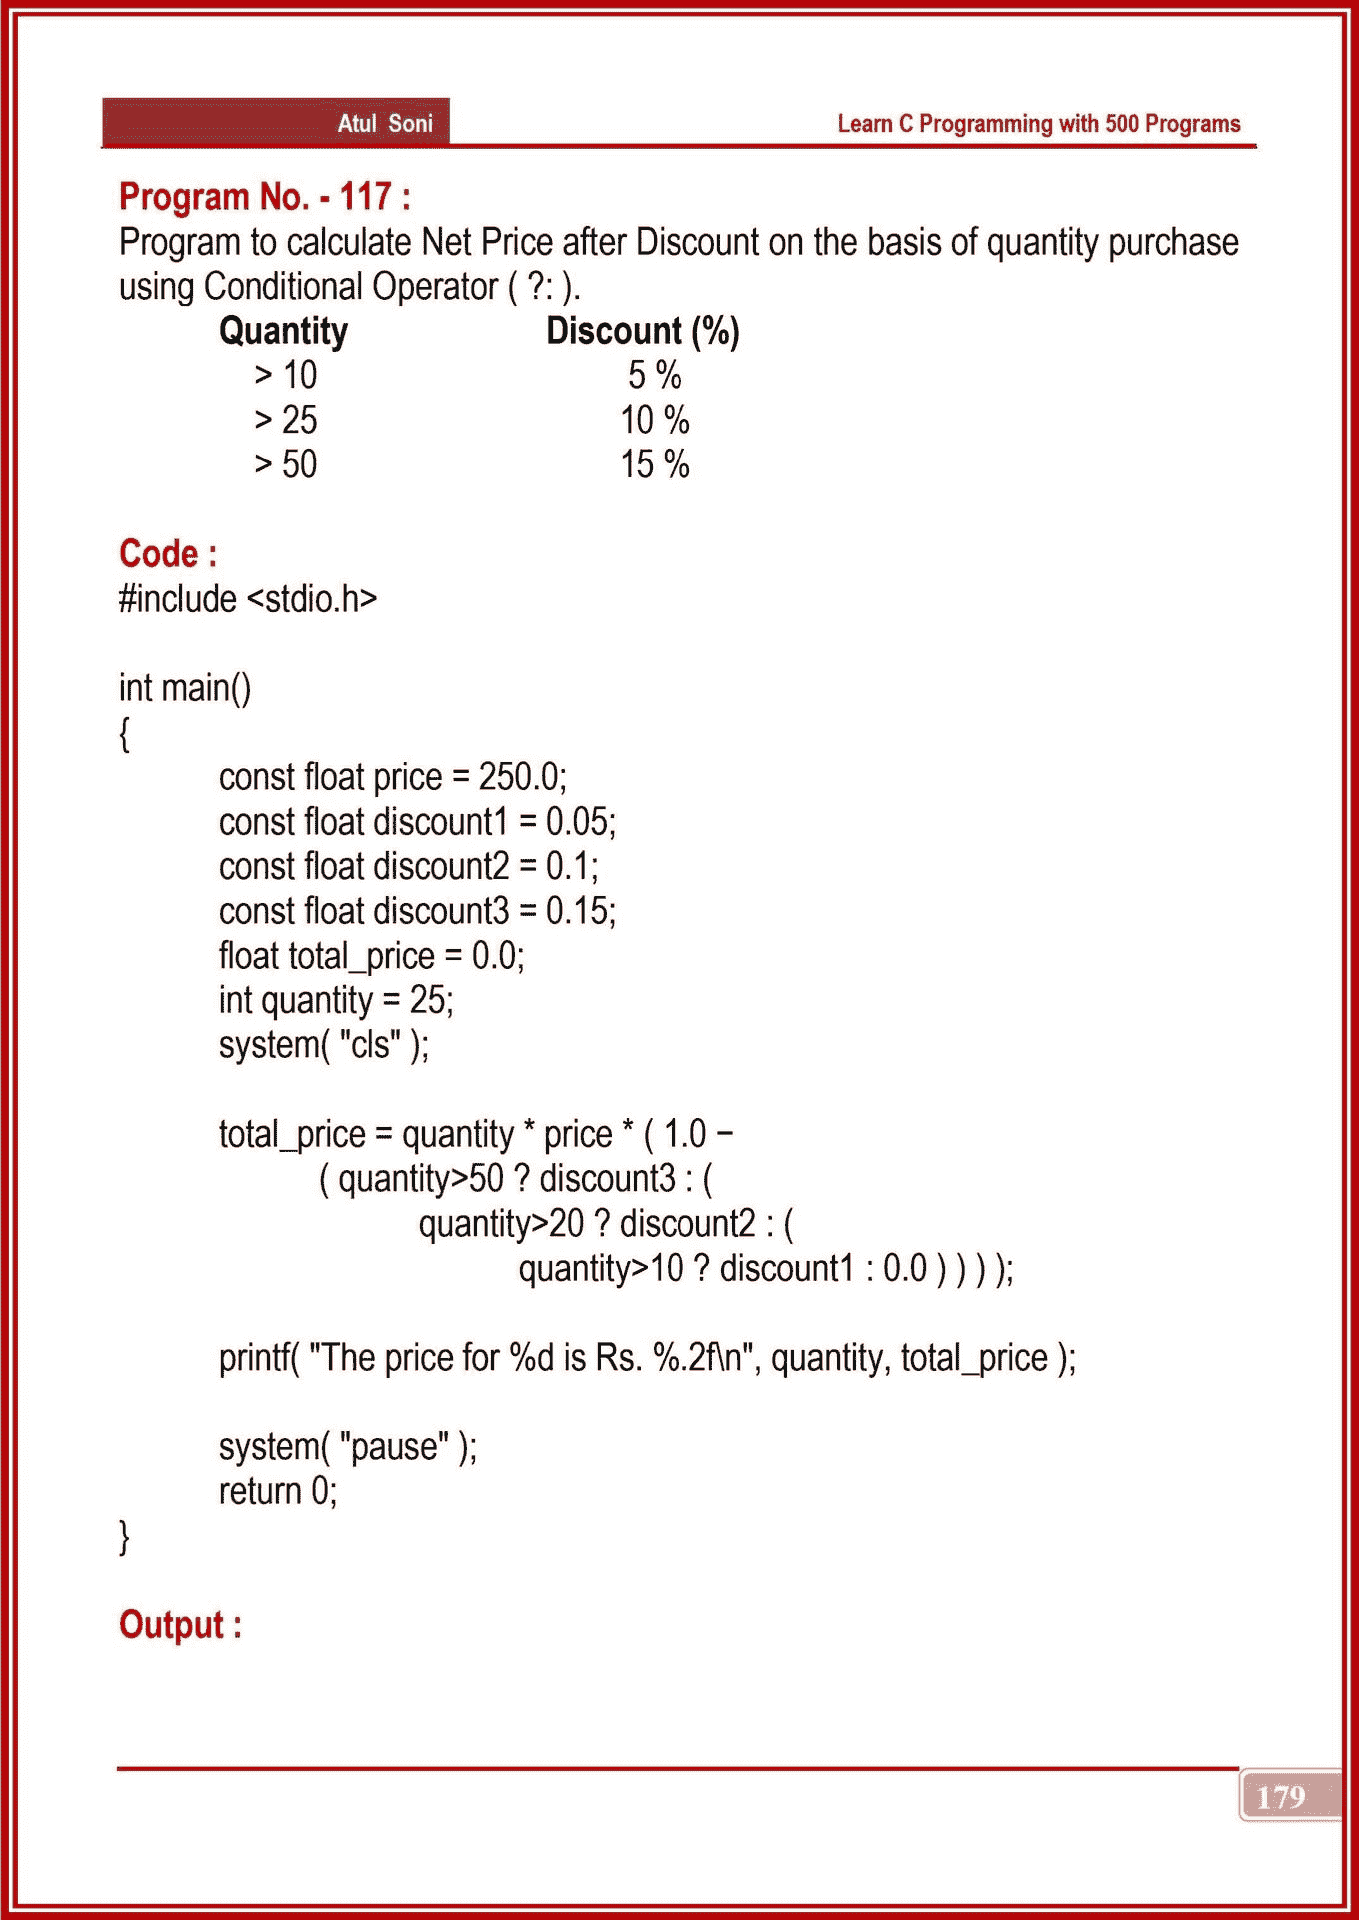 Atul Soni
Learn C Programming with 500 Programs
Program No. - 117 :
Program to calculate Net Price after Discount on the basis of quantity purchase
using Conditional Operator ( ?: ).
Quantity Discount (%)
> 10 5 %
> 25 10 %
> 50 15 %
Code :
#include <stdio.h>
int main()
{
const float price = 250.0;
const float discount1 = 0.05;
const float discount2 = 0.1;
const float discount3 = 0.15;
float total_price = 0.0;
int quantity = 25;
system( "cls" );
total_price = quantity * price * ( 1.0 −
( quantity>50 ? discount3 : (
quantity>20 ? discount2 : (
quantity>10 ? discount1 : 0.0 ) ) ) );
printf( "The price for %d is Rs. %.2f\n", quantity, total_price );
system( "pause" );
return 0;
}
Output :
179